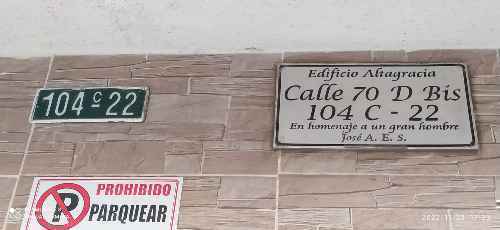 104 C 22
Edificio Altagracia
Calle 70 D Bis
104 C - 22
En homenaje a un gran hombre
José A. E. S.
PROHIBIDO
P PARQUEAR